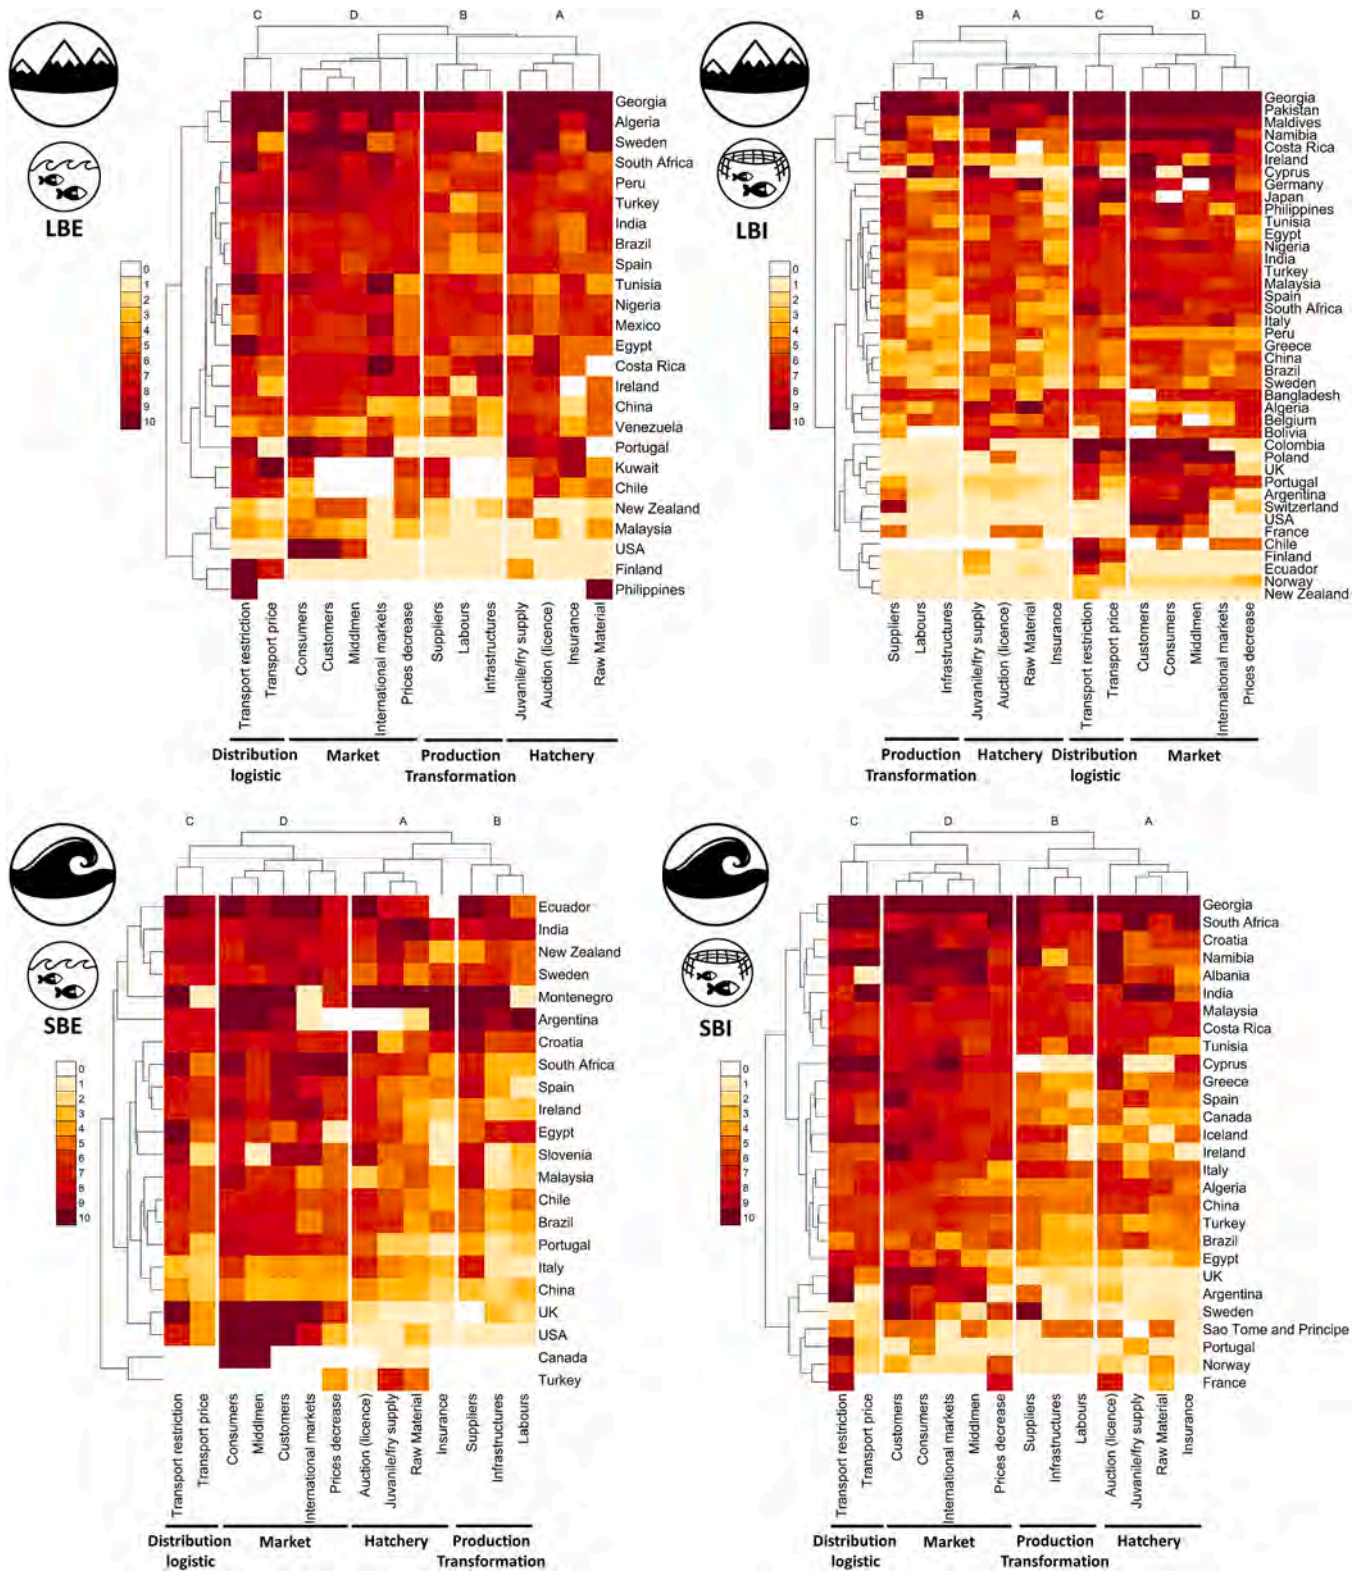 C D B A
LBE
0
1
2
3
4
5
6
7
8
9
10
Georgia
Algeria
Sweden
South Africa
Peru
Turkey
India
Brazil
Spain
Tunisia
Nigeria
Mexico
Egypt
Costa Rica
Ireland
China
Venezuela
Portugal
Kuwait
Chile
New Zealand
Malaysia
USA
Finland
Philippines
Transport restriction
Transport price
Consumers
Customers
Middlmen
International markets
Prices decrease
Suppliers
Labours
Infrastructures
Juvenile/fry supply
Auction (licence)
Insurance
Raw Material
Distribution logistic
Market
Production Transformation
Hatchery
B A C D
LBI
0
1
2
3
4
5
6
7
8
9
10
Georgia
Pakistan
Maldives
Namibia
Costa Rica
Ireland
Cyprus
Germany
Japan
Philippines
Tunisia
Egypt
Nigeria
India
Turkey
Malaysia
Spain
South Africa
Italy
Peru
Greece
China
Brazil
Sweden
Bangladesh
Algeria
Belgium
Bolivia
Colombia
Poland
UK
Portugal
Argentina
Switzerland
USA
France
Chile
Finland
Ecuador
Norway
New Zealand
Suppliers
Labours
Infrastructures
Juvenile/fry supply
Auction (licence)
Raw Material
Insurance
Transport restriction
Transport price
Customers
Consumers
Middlmen
International markets
Prices decrease
Production Transformation
Hatchery
Distribution logistic
Market
C D A B
SBE
0
1
2
3
4
5
6
7
8
9
10
Ecuador
India
New Zealand
Sweden
Montenegro
Argentina
Croatia
South Africa
Spain
Ireland
Egypt
Slovenia
Malaysia
Chile
Brazil
Portugal
Italy
China
UK
USA
Canada
Turkey
Transport restriction
Transport price
Consumers
Middlmen
Customers
International markets
Prices decrease
Auction (licence)
Juvenile/fry supply
Raw Material
Insurance
Suppliers
Infrastructures
Labours
Distribution logistic
Market
Hatchery
Production Transformation
C D B A
SBI
0
1
2
3
4
5
6
7
8
9
10
Georgia
South Africa
Croatia
Namibia
Albania
India
Malaysia
Costa Rica
Tunisia
Cyprus
Greece
Spain
Canada
Iceland
Ireland
Italy
Algeria
China
Turkey
Brazil
Egypt
UK
Argentina
Sweden
Sao Tome and Principe
Portugal
Norway
France
Transport restriction
Transport price
Customers
Consumers
International markets
Middlmen
Prices decrease
Suppliers
Infrastructures
Labours
Auction (licence)
Juvenile/fry supply
Raw Material
Insurance
Distribution logistic
Market
Production Transformation
Hatchery